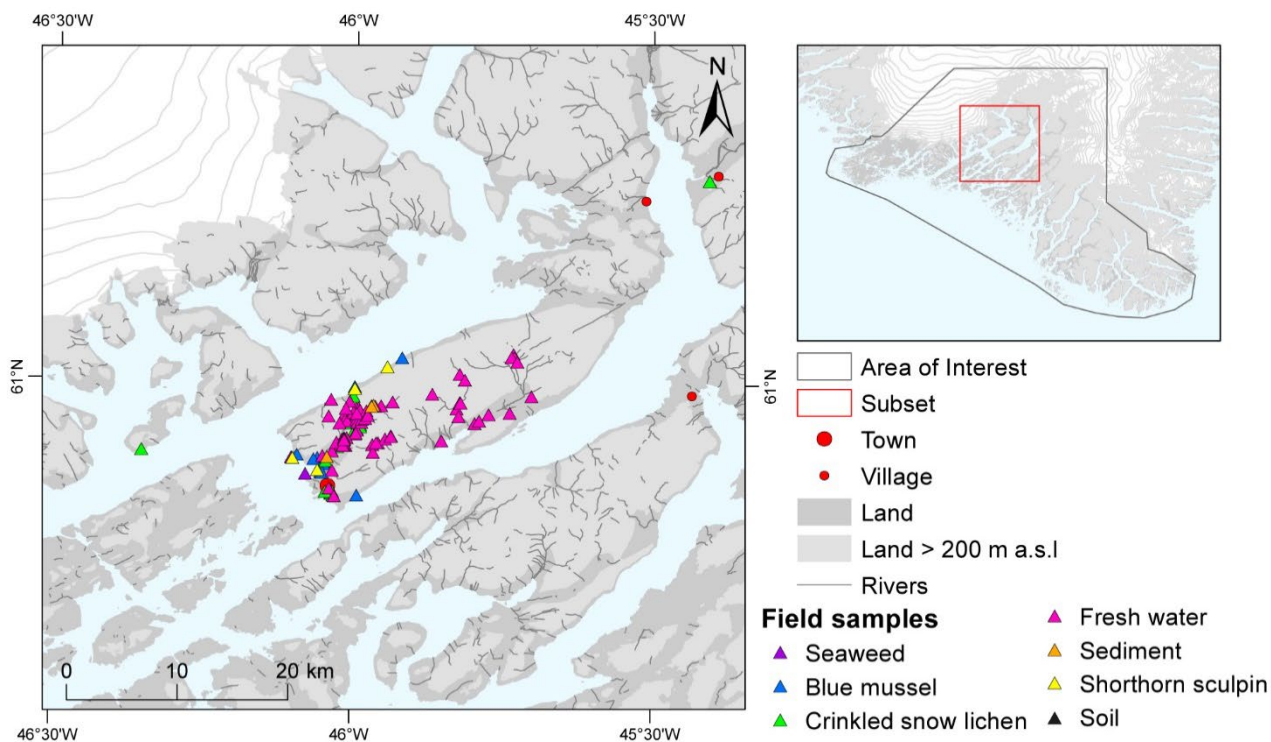 46°30'W
46°W
45°30'W
N
61°N
61°N
0
10
20 km
46°30'W
46°W
45°30'W
Area of Interest
Subset
Town
Village
Land
Land > 200 m a.s.l
Rivers
Field samples
Seaweed
Blue mussel
Crinkled snow lichen
Fresh water
Sediment
Shorthorn sculpin
Soil